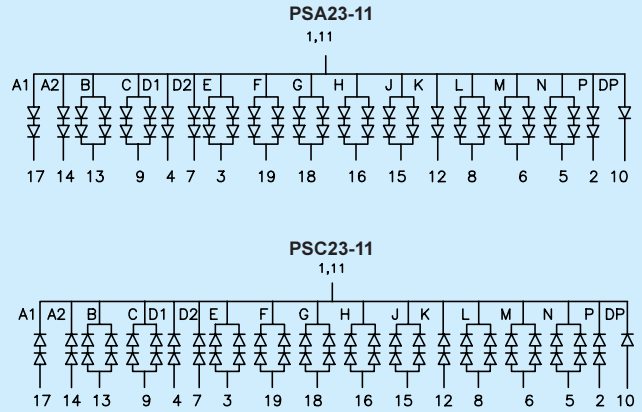 PSA23-11
1,11
A1 A2 B C D1 D2 E F G H J K L M N P DP
17 14 13 9 4 7 3 19 18 16 15 12 8 6 5 2 10
PSC23-11
1,11
A1 A2 B C D1 D2 E F G H J K L M N P DP
17 14 13 9 4 7 3 19 18 16 15 12 8 6 5 2 10